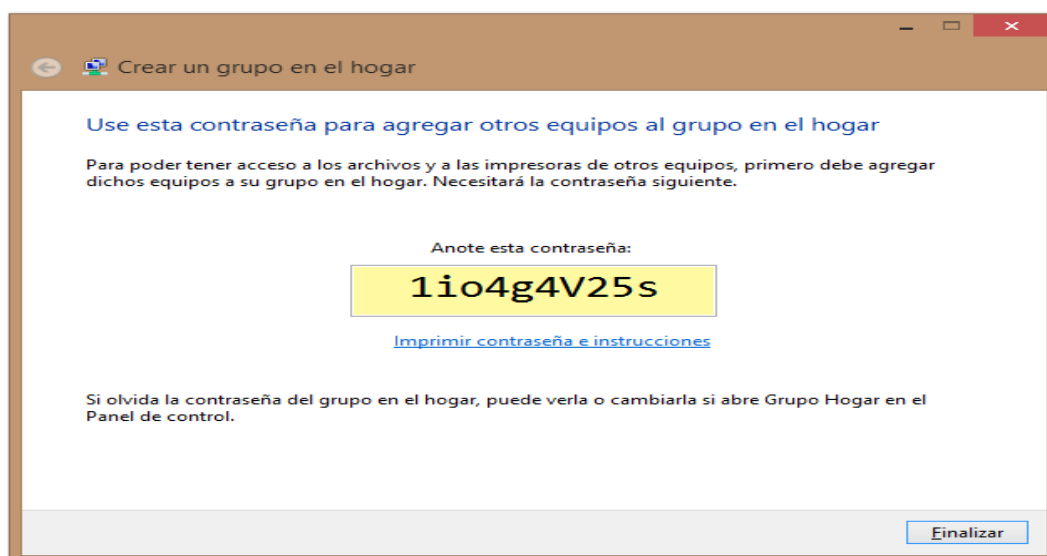 Crear un grupo en el hogar
Use esta contraseña para agregar otros equipos al grupo en el hogar
Para poder tener acceso a los archivos y a las impresoras de otros equipos, primero debe agregar
dichos equipos a su grupo en el hogar. Necesitará la contraseña siguiente.
Anote esta contraseña:
1io4g4V25s
Imprimir contraseña e instrucciones
Si olvida la contraseña del grupo en el hogar, puede verla o cambiarla si abre Grupo Hogar en el
Panel de control.
Finalizar